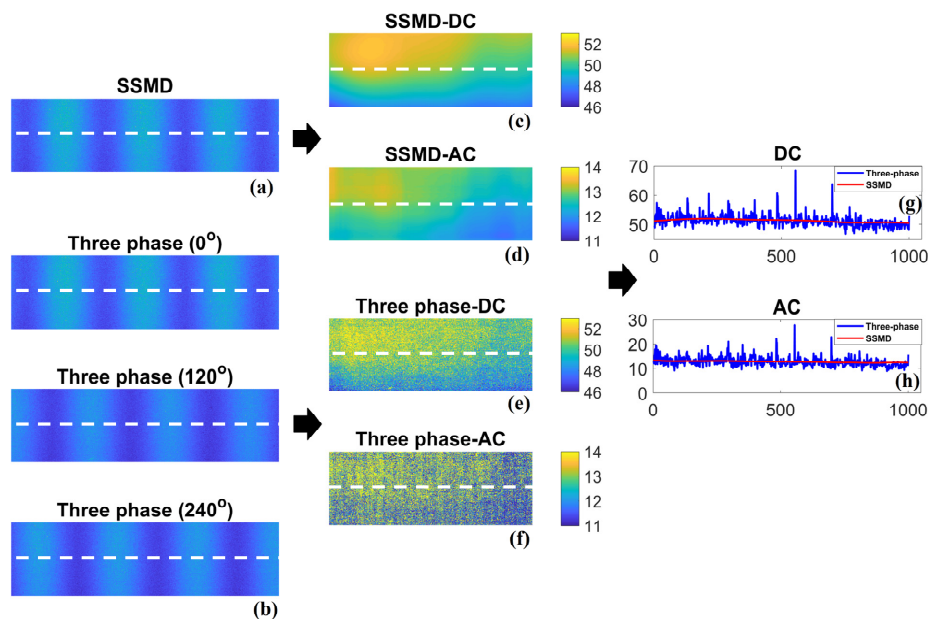 SSMD
(a)
Three phase (0°)
Three phase (120°)
Three phase (240°)
(b)
SSMD-DC
52
50
48
46
(c)
SSMD-AC
14
13
12
11
(d)
Three phase-DC
52
50
48
46
(e)
Three phase-AC
14
13
12
11
(f)
DC
70
60
50
0
500
1000
Three-phase
SSMD
(g)
AC
30
20
10
0
0
500
1000
Three-phase
SSMD
(h)